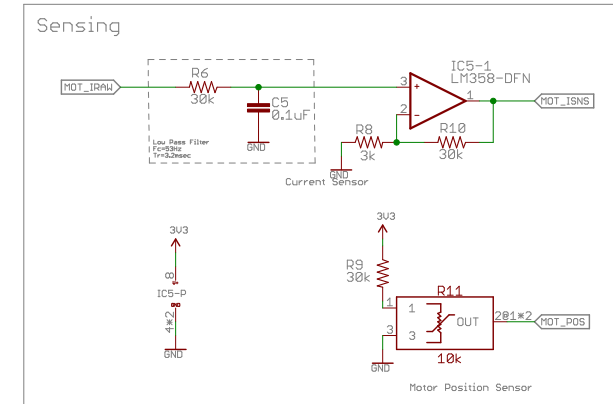 Sensing
MOT_IRAW
R6
30k
C5
0.1uF
GND
Low Pass Filter
Fc=53Hz
Tr=3.2msec
IC5-1
LM358-DFN
3
+
2
-
1
MOT_ISNS
R8
3k
R10
30k
GND
Current Sensor
3V3
8
IC5-P
GND
4*2
GND
3V3
R9
30k
R11
1
1
OUT
2@1*2
MOT_POS
3
3
GND
10k
Motor Position Sensor